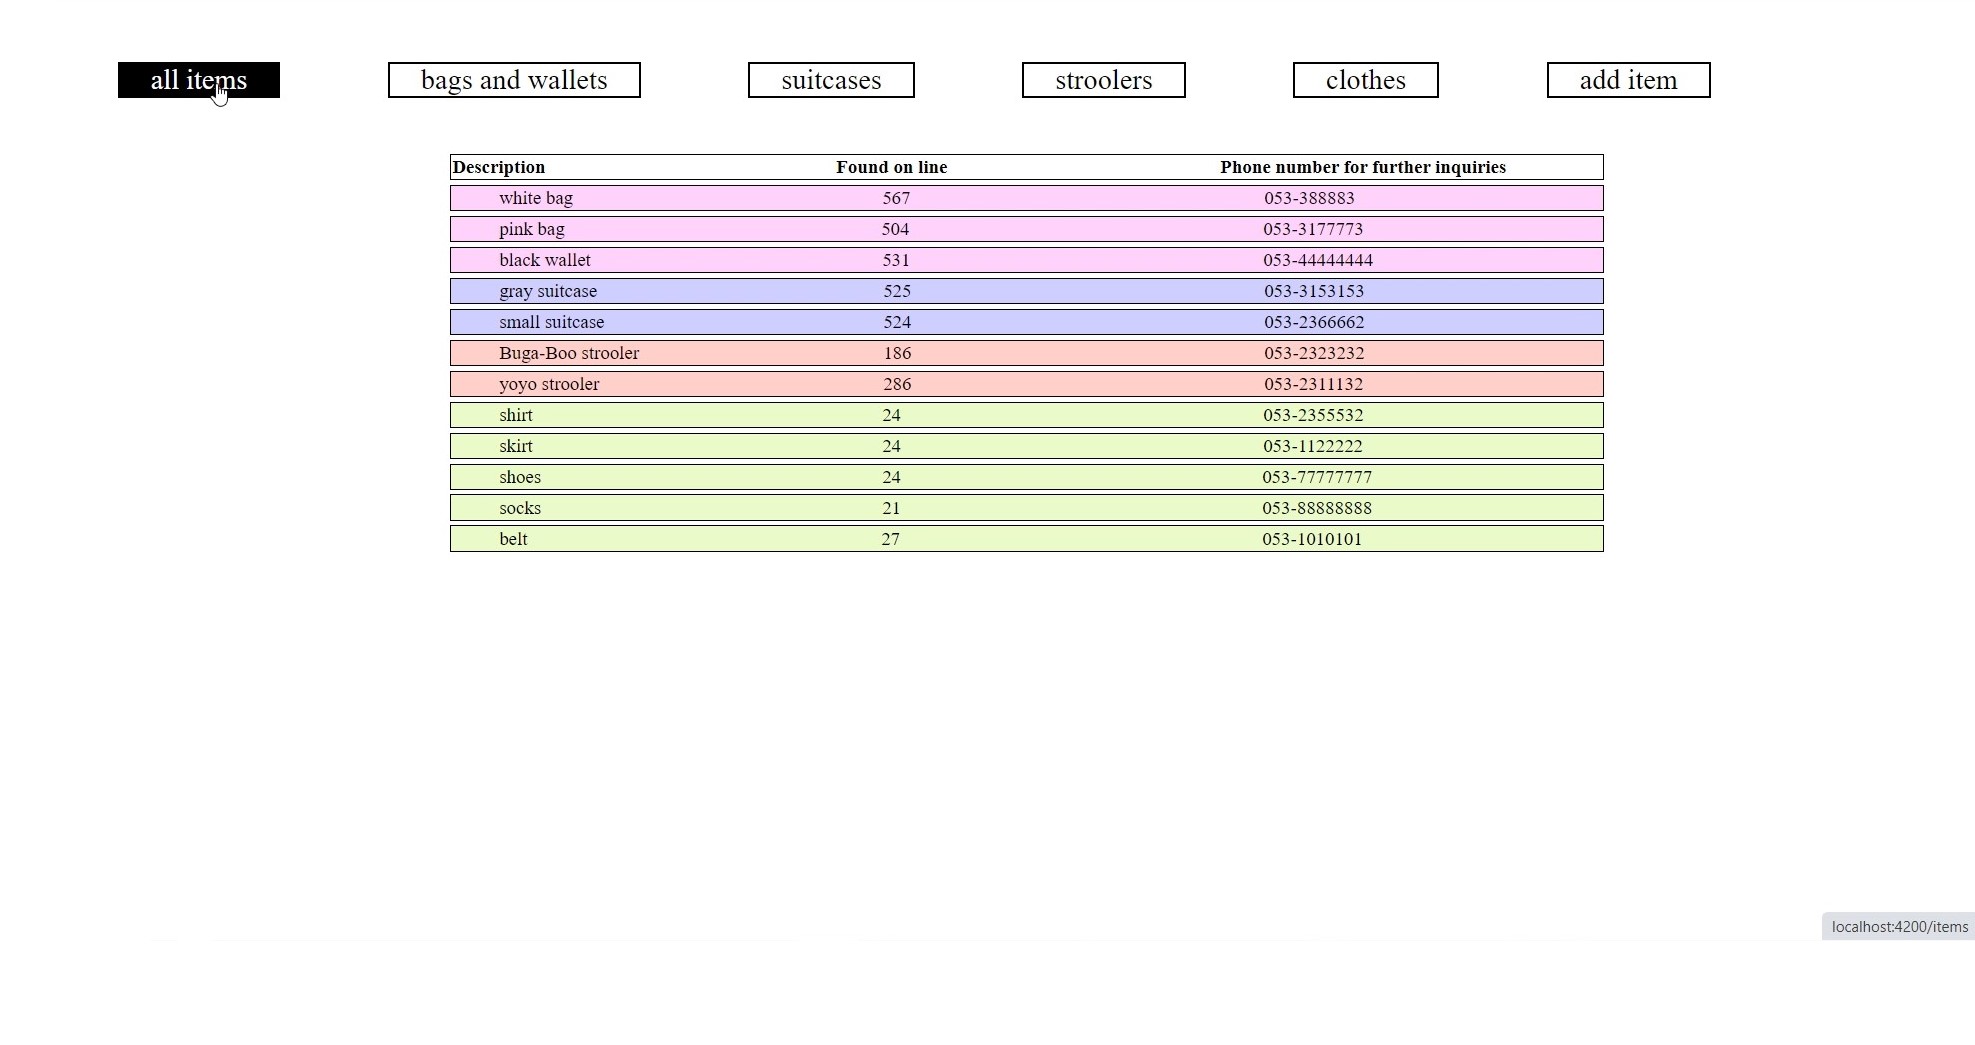 all items bags and wallets suitcases stroolers clothes add item
Description Found on line Phone number for further inquiries
white bag 567 053-388883
pink bag 504 053-3177773
black wallet 531 053-44444444
gray suitcase 525 053-3153153
small suitcase 524 053-2366662
Buga-Boo strooler 186 053-2323232
yoyo strooler 286 053-2311132
shirt 24 053-2355532
skirt 24 053-1122222
shoes 24 053-77777777
socks 21 053-88888888
belt 27 053-1010101
localhost:4200/items